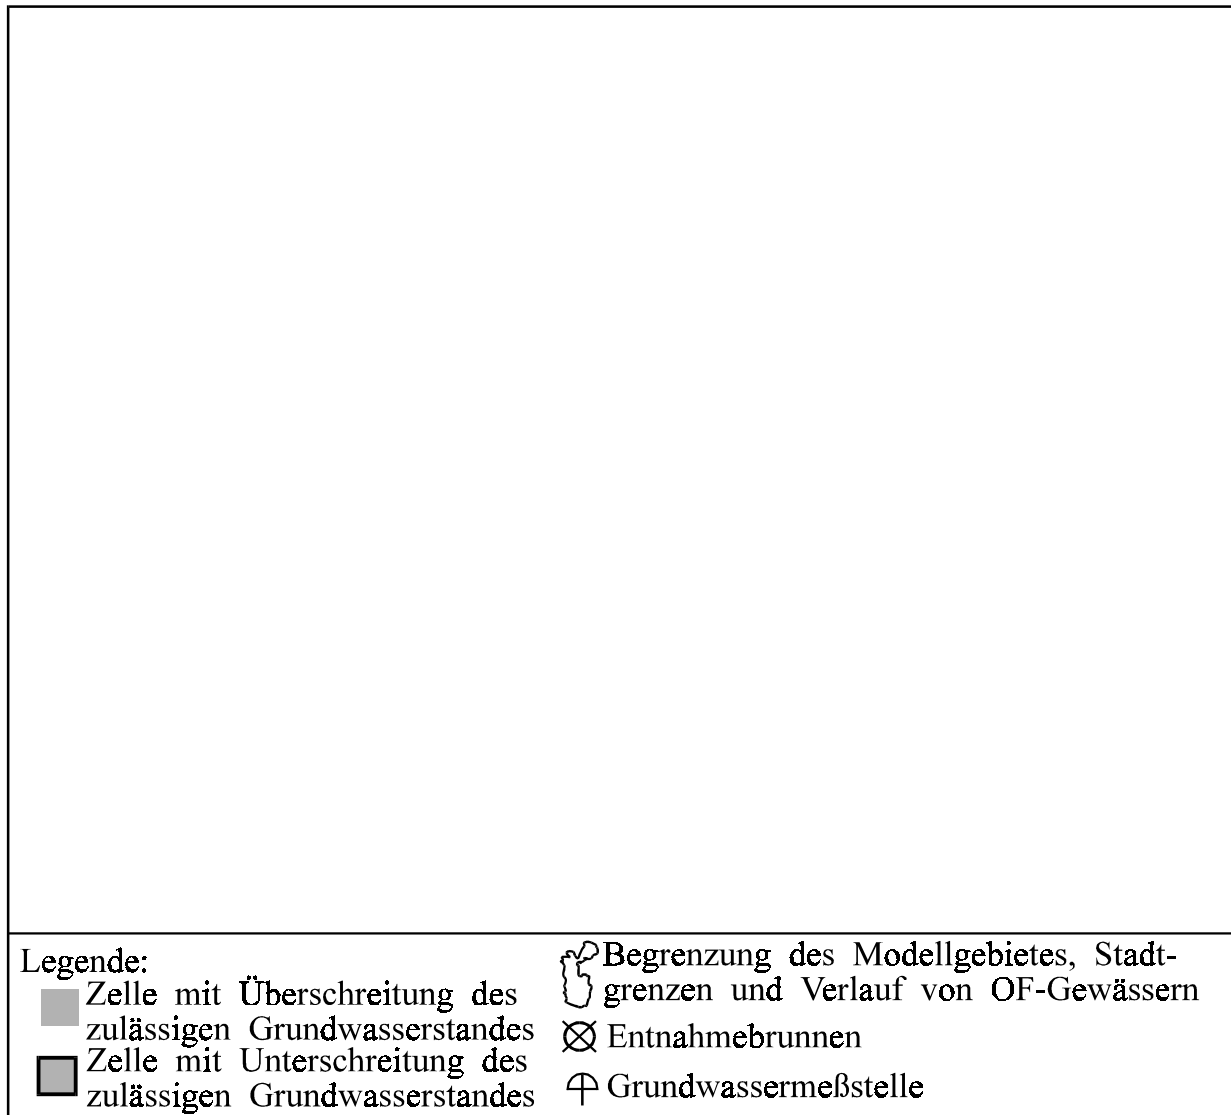 Legende:
Zelle mit Überschreitung des
zulässigen Grundwasserstandes
Zelle mit Unterschreitung des
zulässigen Grundwasserstandes
Begrenzung des Modellgebietes, Stadt-
grenzen und Verlauf von OF-Gewässern
Entnahmebrunnen
Grundwassermeßstelle